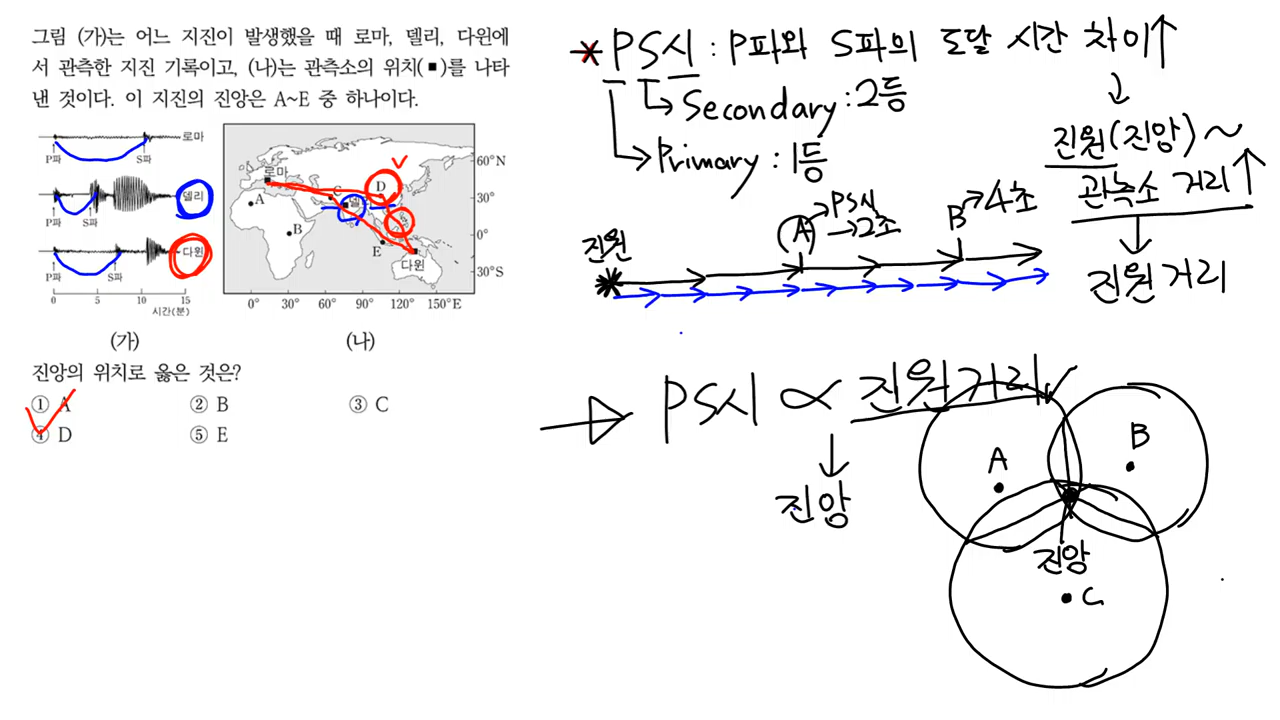 그림 (가)는 어느 지진이 발생했을 때 로마, 델리, 다윈에
서 관측한 지진 기록이고, (나)는 관측소의 위치(■)를 나타
낸 것이다. 이 지진의 진앙은 A~E 중 하나이다.
로마
P파 S파
델리
P파 S파
다윈
P파 S파
0 5 10 15
시간(분)
(가)
로마
A
B
C
D
E
다윈
60°N
30°
0°
30°S
0° 30° 60° 90° 120° 150°E
(나)
진앙의 위치로 옳은 것은?
① A ② B ③ C
④ D ⑤ E
* PS시 : P파와 S파의 도달 시간 차이↑
Secondary : 2등
Primary : 1등
진원(진앙) ~
관측소 거리↑
진원거리
진원
A PS시 → 2초
B 4초
PS시 ∝ 진원거리
진앙
A
B
진앙
C